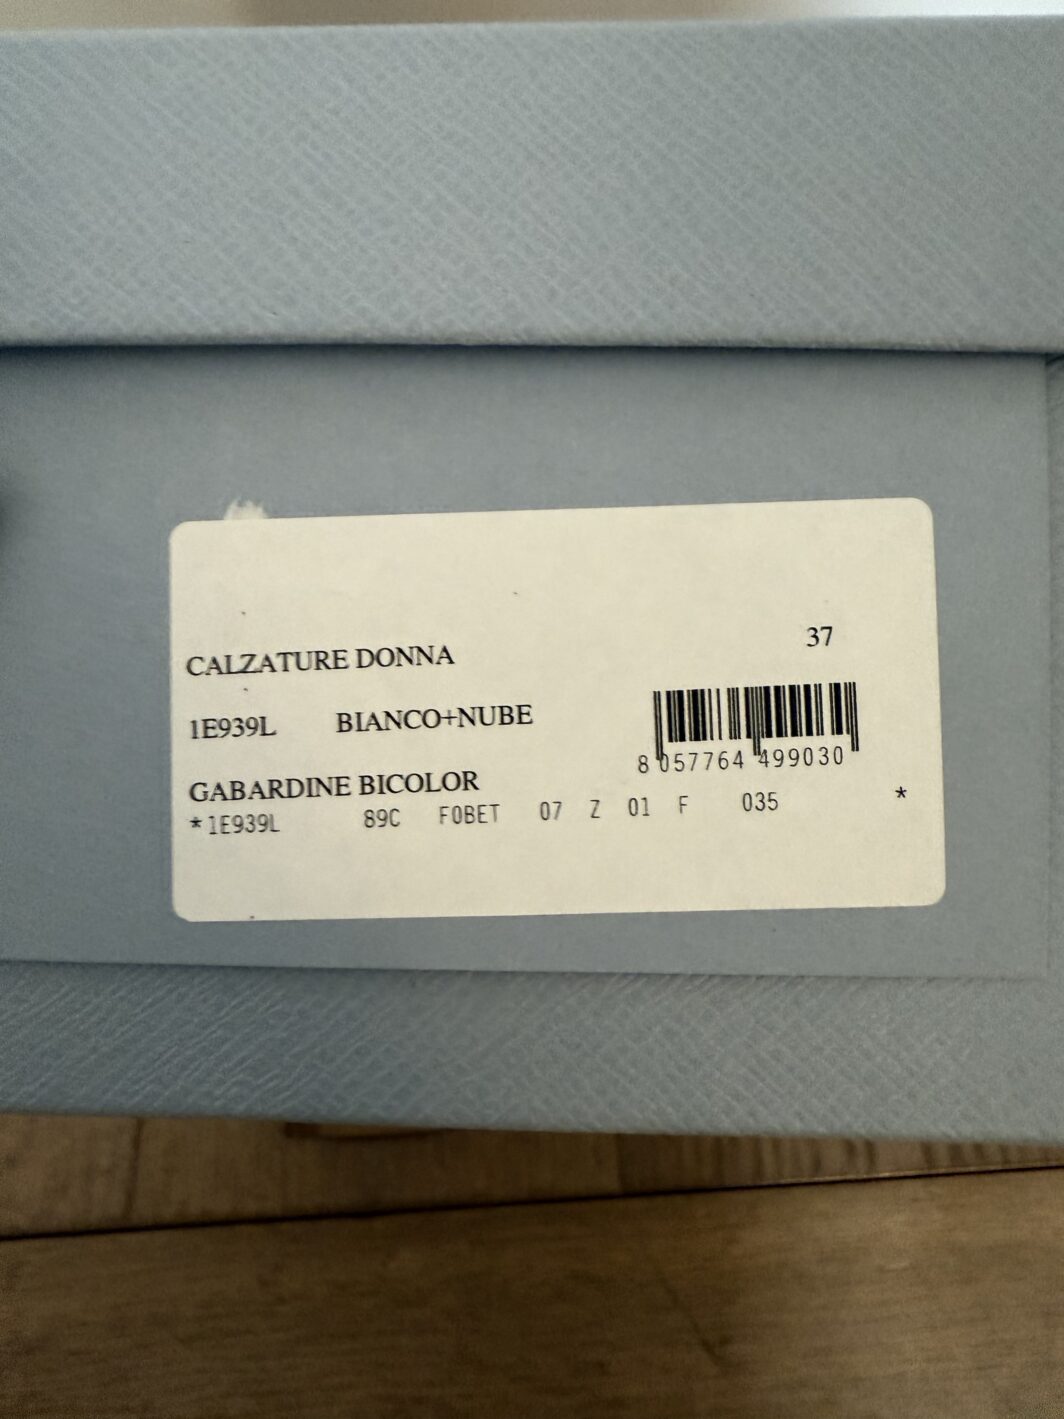 CALZATURE DONNA 37
1E939L BIANCO+NUBE
8 057764 499030
GABARDINE BICOLOR
*1E939L 89C F0BET 07 Z 01 F 035 *